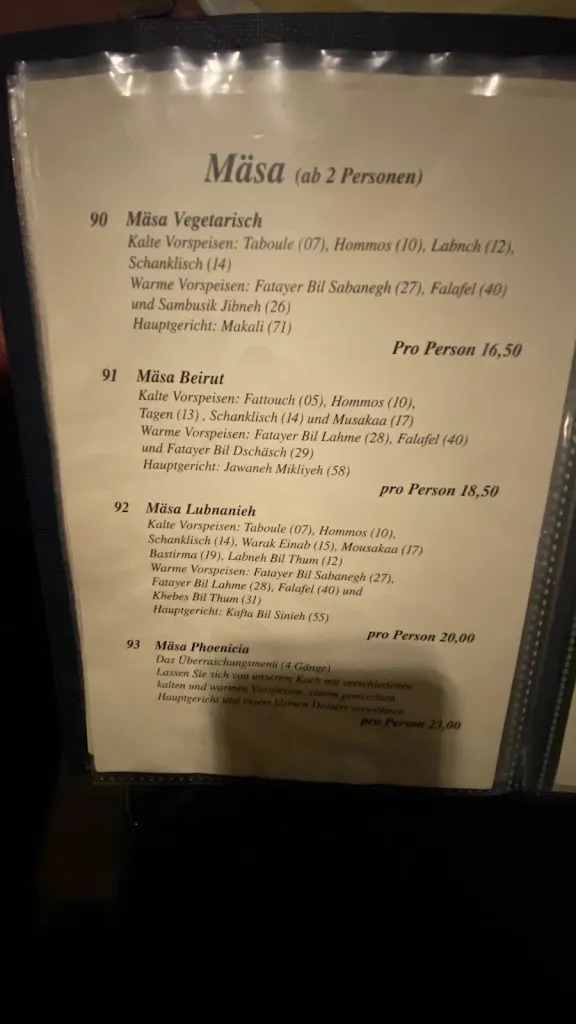 Mäsa (ab 2 Personen)
90 Mäsa Vegetarisch
Kalte Vorspeisen: Taboule (07), Hommos (10), Labnch (12),
Schanklisch (14)
Warme Vorspeisen: Fatayer Bil Sabanegh (27), Falafel (40)
und Sambusik Jibneh (26)
Hauptgericht: Makali (71)
Pro Person 16,50
91 Mäsa Beirut
Kalte Vorspeisen: Fattouch (05), Hommos (10),
Tagen (13) , Schanklisch (14) und Musakaa (17)
Warme Vorspeisen: Fatayer Bil Lahme (28), Falafel (40)
und Fatayer Bil Dschäsch (29)
Hauptgericht: Jawaneh Mikliyeh (58)
pro Person 18,50
92 Mäsa Lubnanieh
Kalte Vorspeisen: Taboule (07), Hommos (10),
Schanklisch (14), Warak Einab (15), Mousakaa (17)
Bastirma (19), Labneh Bil Thum (12)
Warme Vorspeisen: Fatayer Bil Sabanegh (27),
Fatayer Bil Lahme (28), Falafel (40) und
Khebes Bil Thum (31)
Hauptgericht: Kafta Bil Sinieh (55)
pro Person 20,00
93 Mäsa Phoenicia
Das Überraschungsmenü (4 Gänge)
Lassen Sie sich von unserem Koch mit verschiedenen
kalten und warmen Vorspeisen, einem gemischten
Hauptgericht und einem kleinen Dessert verwöhnen
pro Person 23,00